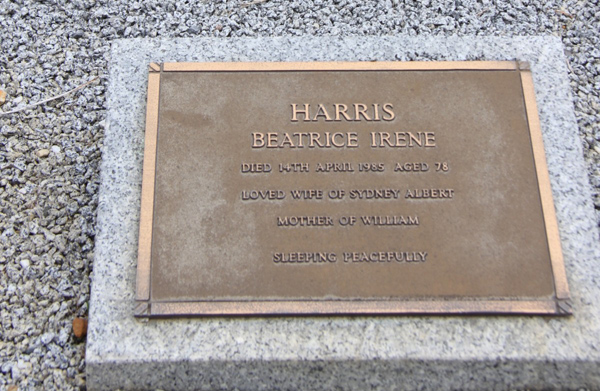 HARRIS
BEATRICE IRENE
DIED 14TH APRIL 1985 AGED 78
LOVED WIFE OF SYDNEY ALBERT
MOTHER OF WILLIAM
SLEEPING PEACEFULLY